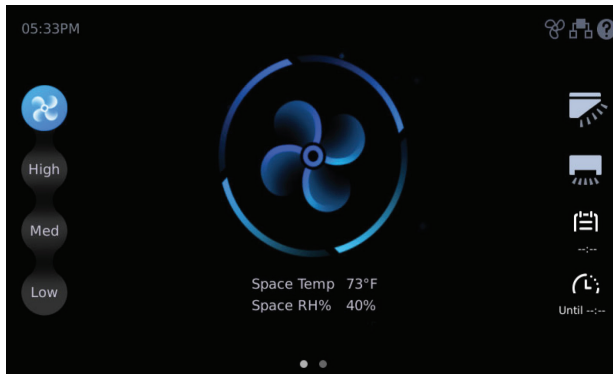 05:33PM
?
High
Med
Low
Space Temp 73°F
Space RH% 40%
--:--
Until --:--